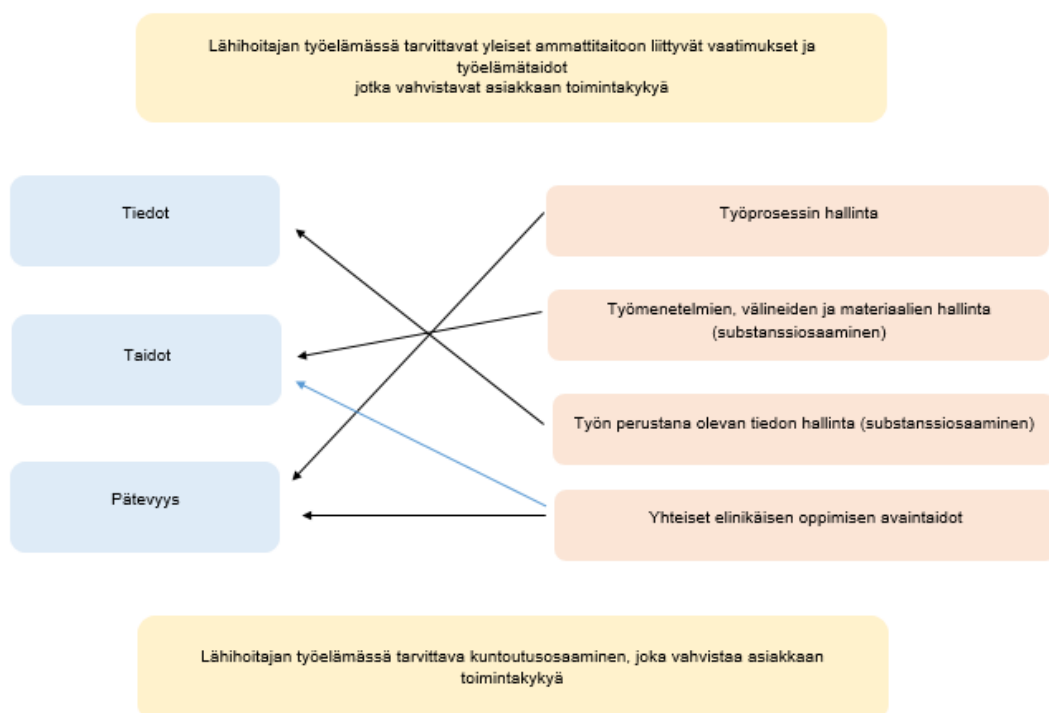 Lähihoitajan työelämässä tarvittavat yleiset ammattitaitoon liittyvät vaatimukset ja
työelämätaidot
jotka vahvistavat asiakkaan toimintakykyä
Tiedot
Työprosessin hallinta
Työmenetelmien, välineiden ja materiaalien hallinta
(substanssiosaaminen)
Taidot
Työn perustana olevan tiedon hallinta (substanssiosaaminen)
Pätevyys
Yhteiset elinikäisen oppimisen avaintaidot
Lähihoitajan työelämässä tarvittava kuntoutusosaaminen, joka vahvistaa asiakkaan
toimintakykyä